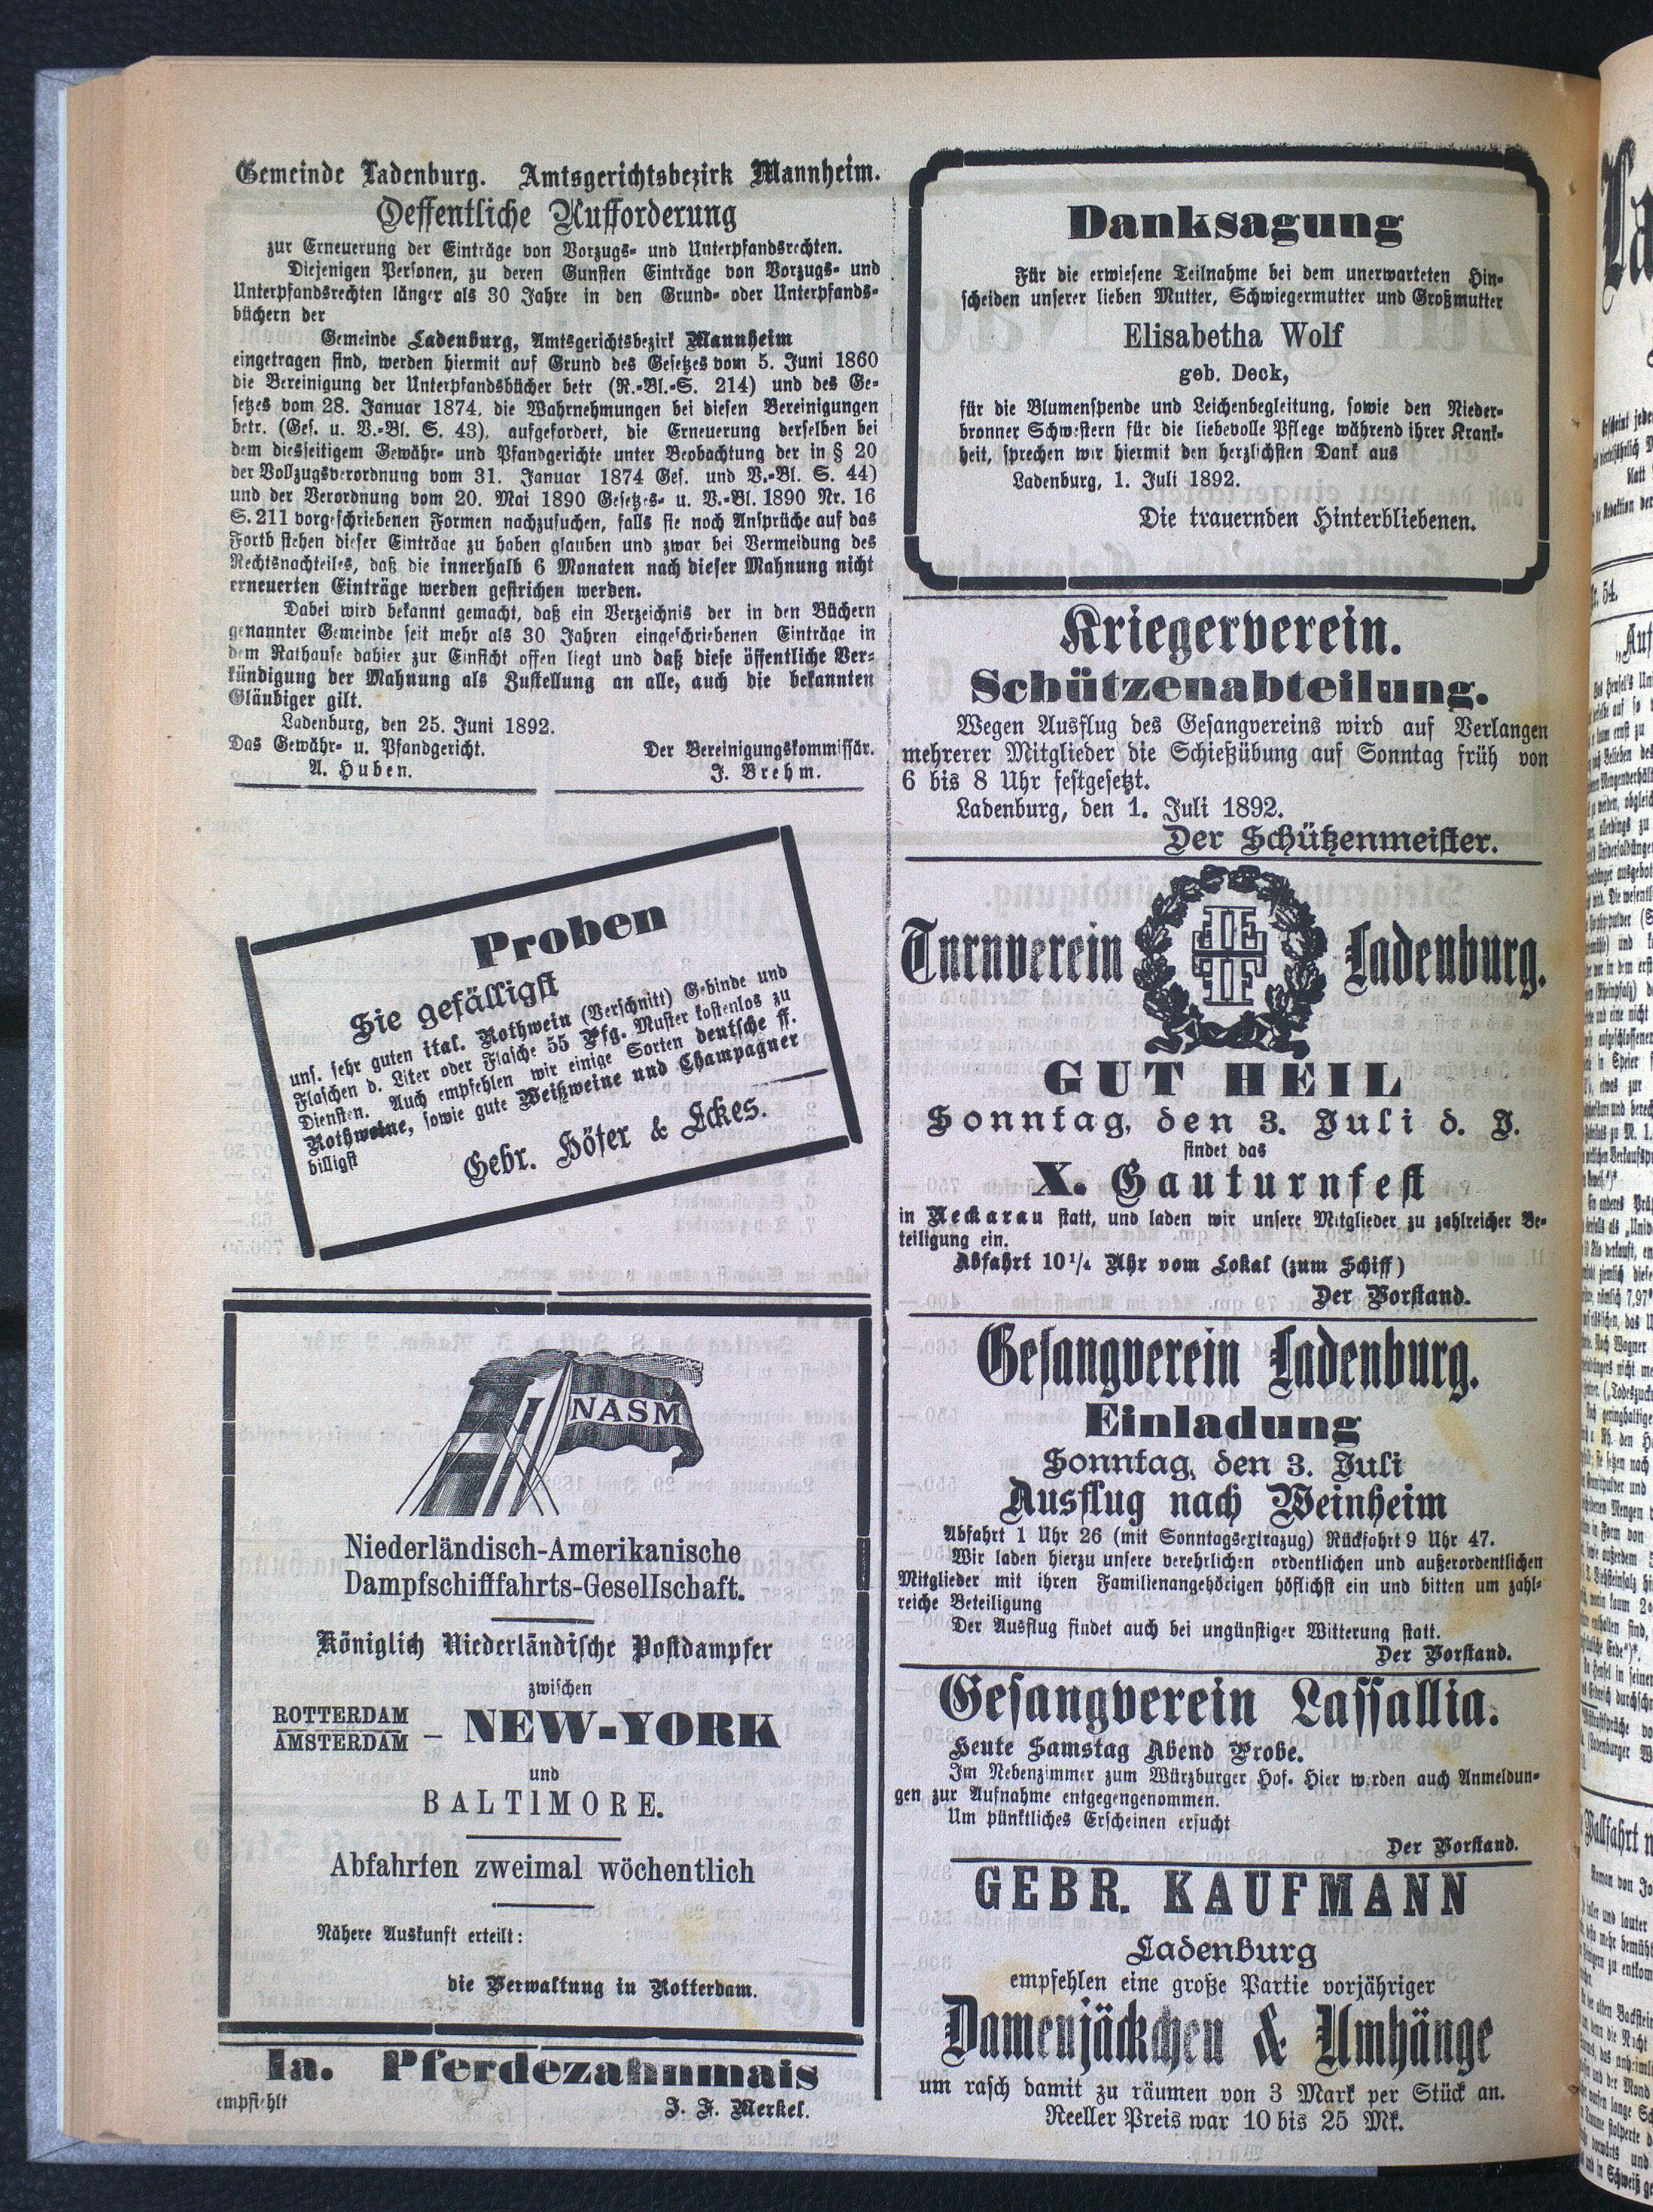 Gemeinde Ladenburg. Amtsgerichtsbezirk Mannheim.
Oeffentliche Aufforderung
zur Erneuerung der Einträge von Vorzugs- und Unterpfandsrechten.
Diejenigen Personen, zu deren Gunsten Einträge von Vorzugs- und
Unterpfandsrechten länger als 30 Jahre in den Grund- oder Unterpfands-
büchern der
Gemeinde Ladenburg, Amtsgerichtsbezirk Mannheim
eingetragen sind, werden hiermit auf Grund des Gesetzes vom 5. Juni 1860
die Bereinigung der Unterpfandsbücher betr (R.-Bl.-S. 214) und des Ge-
setzes vom 28. Januar 1874, die Wahrnehmungen bei diesen Bereinigungen
betr. (Ges. u. V.-Bl. S. 43), aufgefordert, die Erneuerung derselben bei
dem diesseitigem Gewähr- und Pfandgerichte unter Beobachtung der in § 20
der Vollzugsverordnung vom 31. Januar 1874 Ges. und V.-Bl. S. 44)
und der Verordnung vom 20. Mai 1890 Gesetzes- u. V.-Bl. 1890 Nr. 16
S. 211 vorgeschriebenen Formen nachzusuchen, falls sie noch Ansprüche auf das
Fortb stehen dieser Einträge zu haben glauben und zwar bei Vermeidung des
Rechtsnachteiles, daß die innerhalb 6 Monaten nach dieser Mahnung nicht
erneuerten Einträge werden gestrichen werden.
Dabei wird bekannt gemacht, daß ein Verzeichnis der in den Büchern
genannter Gemeinde seit mehr als 30 Jahren eingeschriebenen Einträge in
dem Rathause dahier zur Einsicht offen liegt und daß diese öffentliche Ver-
kündigung der Mahnung als Zustellung an alle, auch die bekannten
Gläubiger gilt.
Ladenburg, den 25. Juni 1892.
Das Gewähr- u. Pfandgericht. Der Bereinigungskommissär.
A. Huben. J. Brehm.
Proben
Sie gefälligst
uns. sehr guten ital. Rothwein (Verschnitt) Gebinde und
Flaschen d. Liter oder Flasche 55 Pfg. Muster kostenlos zu
Diensten. Auch empfehlen wir einige Sorten deutsche ff.
Rothweine, sowie gute Weißweine und Champagner
billigst
Gebr. Höfer & Eckes.
NASM
Niederländisch-Amerikanische
Dampfschifffahrts-Gesellschaft.
Königlich Niederländische Postdampfer
zwischen
ROTTERDAM
AMSTERDAM – NEW-YORK
und
BALTIMORE.
Abfahrten zweimal wöchentlich
Nähere Auskunft erteilt:
die Verwaltung in Rotterdam.
Ia. Pferdezahnmais
empfiehlt J. F. Merkel.
Danksagung
Für die erwiesene Teilnahme bei dem unerwarteten Hin-
scheiden unserer lieben Mutter, Schwiegermutter und Großmutter
Elisabetha Wolf
geb. Deck,
für die Blumenspende und Leichenbegleitung, sowie den Nieder-
bronner Schwestern für die liebevolle Pflege während ihrer Krank-
heit, sprechen wir hiermit den herzlichsten Dank aus
Ladenburg, 1. Juli 1892.
Die trauernden Hinterbliebenen.
Kriegerverein.
Schützenabteilung.
Wegen Ausflug des Gesangvereins wird auf Verlangen
mehrerer Mitglieder die Schießübung auf Sonntag früh von
6 bis 8 Uhr festgesetzt.
Ladenburg, den 1. Juli 1892.
Der Schützenmeister.
Turnverein Ladenburg.
GUT HEIL
Sonntag, den 3. Juli d. J.
findet das
X. Gauturnfest
in Neckarau statt, und laden wir unsere Mitglieder zu zahlreicher Be-
teiligung ein.
Abfahrt 10¼ Uhr vom Lokal (zum Schiff)
Der Vorstand.
Gesangverein Ladenburg.
Einladung
Sonntag, den 3. Juli
Ausflug nach Weinheim
Abfahrt 1 Uhr 26 (mit Sonntagsextrazug) Rückfahrt 9 Uhr 47.
Wir laden hierzu unsere verehrlichen ordentlichen und außerordentlichen
Mitglieder mit ihren Familienangehörigen höflichst ein und bitten um zahl-
reiche Beteiligung
Der Ausflug findet auch bei ungünstiger Witterung statt.
Der Vorstand.
Gesangverein Lassallia.
Heute Samstag Abend Probe.
Im Nebenzimmer zum Würzburger Hof. Hier werden auch Anmeldun-
gen zur Aufnahme entgegengenommen.
Um pünktliches Erscheinen ersucht
Der Vorstand.
GEBR. KAUFMANN
Ladenburg
empfehlen eine große Partie vorjähriger
Damenjäckchen & Umhänge
um rasch damit zu räumen von 3 Mark per Stück an.
Reeller Preis war 10 bis 25 Mk.